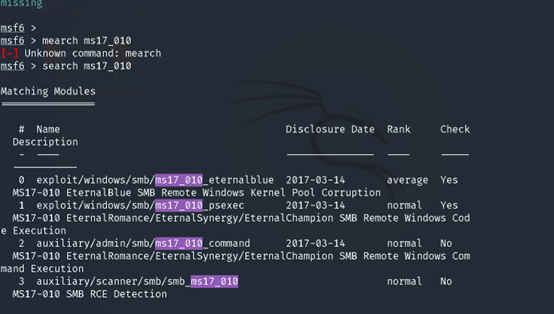 missing
msf6 >
msf6 > mearch ms17_010
[-] Unknown command: mearch
msf6 > search ms17_010
Matching Modules
================
# Name Disclosure Date Rank Check
Description
- ---- --------------- ---- -----
-----------
0 exploit/windows/smb/ms17_010_eternalblue 2017-03-14 average Yes
MS17-010 EternalBlue SMB Remote Windows Kernel Pool Corruption
1 exploit/windows/smb/ms17_010_psexec 2017-03-14 normal Yes
MS17-010 EternalRomance/EternalSynergy/EternalChampion SMB Remote Windows Cod
e Execution
2 auxiliary/admin/smb/ms17_010_command 2017-03-14 normal No
MS17-010 EternalRomance/EternalSynergy/EternalChampion SMB Remote Windows Com
mand Execution
3 auxiliary/scanner/smb/smb_ms17_010 normal No
MS17-010 SMB RCE Detection